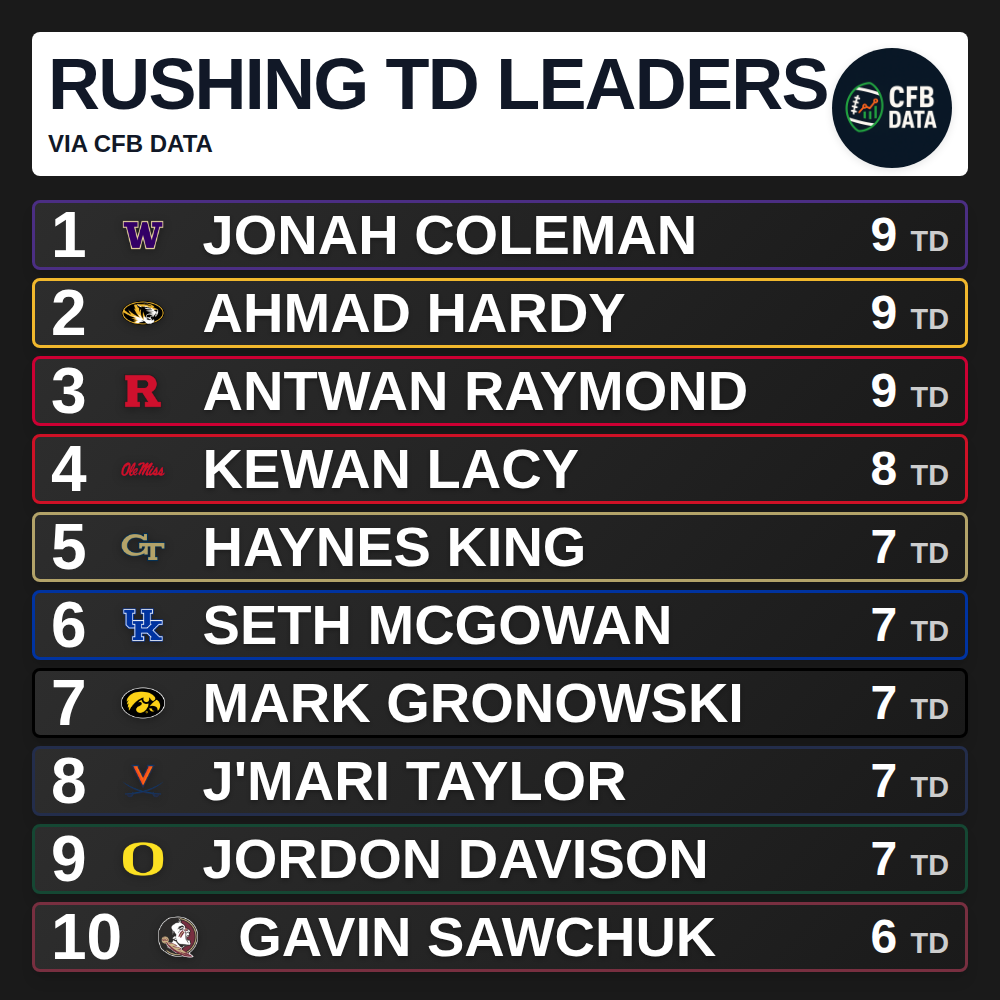 RUSHING TD LEADERS
VIA CFB DATA
CFB
DATA
1 W JONAH COLEMAN 9 TD
2 AHMAD HARDY 9 TD
3 R ANTWAN RAYMOND 9 TD
4 Ole Miss KEWAN LACY 8 TD
5 GT HAYNES KING 7 TD
6 UK SETH MCGOWAN 7 TD
7 MARK GRONOWSKI 7 TD
8 V J'MARI TAYLOR 7 TD
9 O JORDON DAVISON 7 TD
10 GAVIN SAWCHUK 6 TD